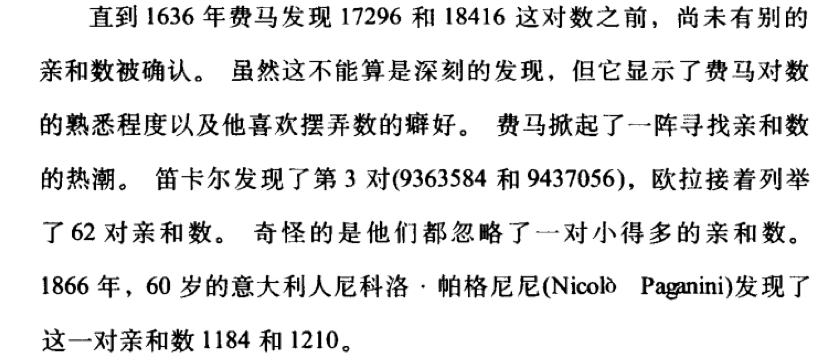 直到 1636 年费马发现 17296 和 18416 这对数之前，尚未有别的
亲和数被确认。 虽然这不能算是深刻的发现，但它显示了费马对数
的熟悉程度以及他喜欢摆弄数的癖好。 费马掀起了一阵寻找亲和数
的热潮。 笛卡尔发现了第 3 对(9363584 和 9437056)，欧拉接着列举
了 62 对亲和数。 奇怪的是他们都忽略了一对小得多的亲和数。
1866 年，60 岁的意大利人尼科洛 · 帕格尼尼(Nicolò Paganini)发现了
这一对亲和数 1184 和 1210。